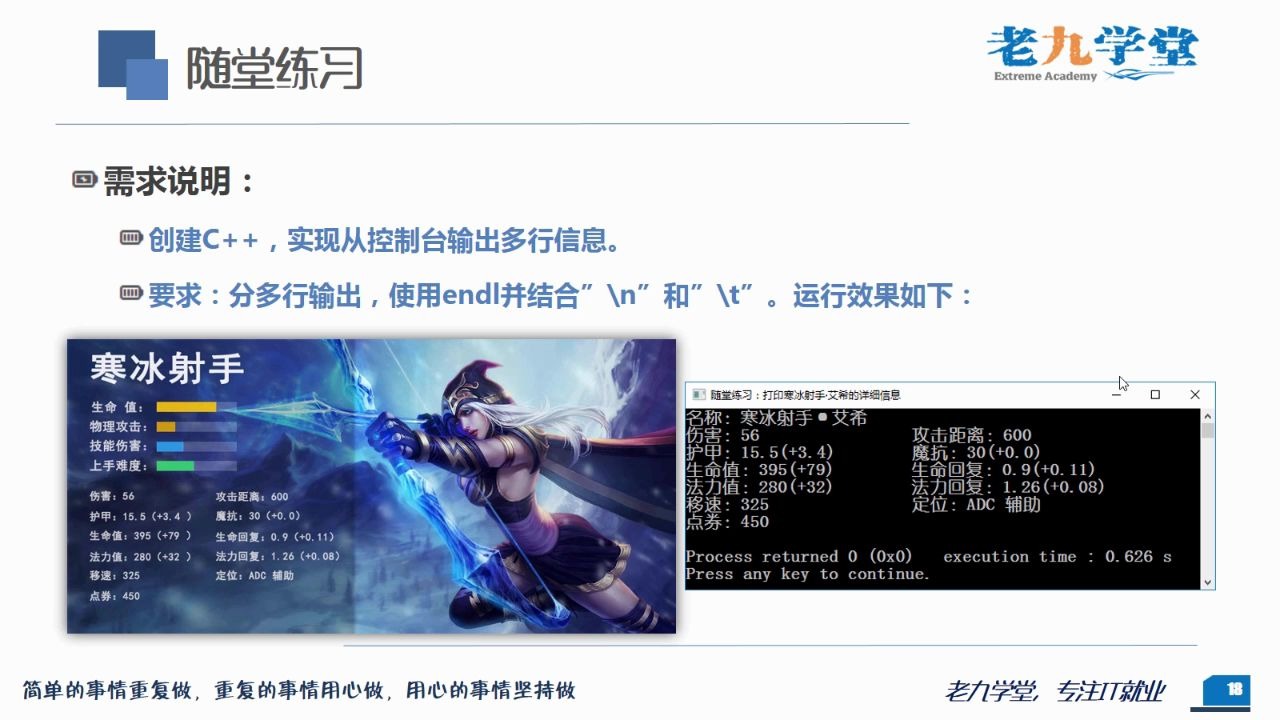 随堂练习
老九学堂
Extreme Academy
需求说明：
创建C++，实现从控制台输出多行信息。
要求：分多行输出，使用endl并结合”\n”和”\t”。运行效果如下：
寒冰射手
生命 值：
物理攻击：
技能伤害：
上手难度：
伤害：56 攻击距离：600
护甲：15.5（+3.4 ） 魔抗：30（+0.0）
生命值：395（+79 ） 生命回复：0.9（+0.11）
法力值：280（+32 ） 法力回复：1.26（+0.08）
移速：325 定位：ADC 辅助
点券：450
随堂练习：打印寒冰射手·艾希的详细信息
名称：寒冰射手●艾希
伤害：56 攻击距离：600
护甲：15.5(+3.4) 魔抗：30(+0.0)
生命值：395(+79) 生命回复：0.9(+0.11)
法力值：280(+32) 法力回复：1.26(+0.08)
移速：325 定位：ADC 辅助
点券：450
Process returned 0 (0x0) execution time : 0.626 s
Press any key to continue.
简单的事情重复做，重复的事情用心做，用心的事情坚持做
老九学堂，专注IT就业
18